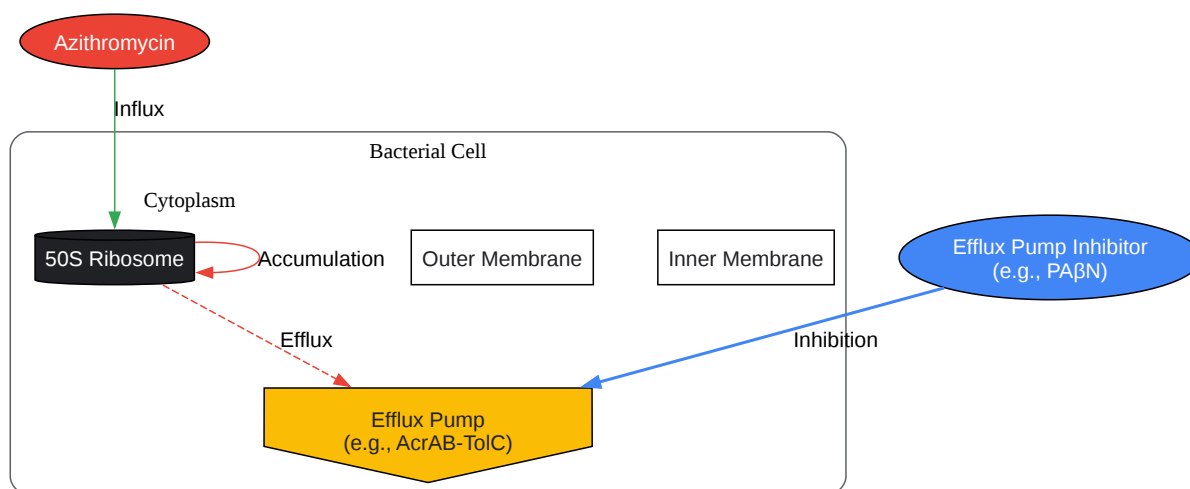 Azithromycin
Influx
Bacterial Cell
Cytoplasm
50S Ribosome
Accumulation
Outer Membrane
Inner Membrane
Efflux Pump Inhibitor
(e.g., PAβN)
Efflux
Inhibition
Efflux Pump
(e.g., AcrAB-TolC)